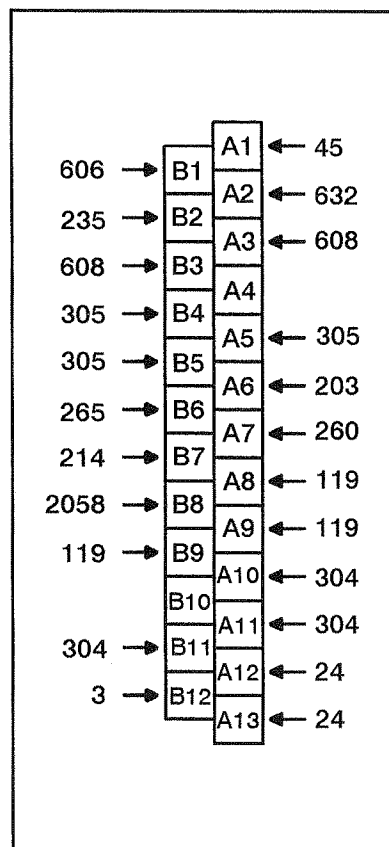 A1 45
606 B1
A2 632
235 B2
A3 608
608 B3
A4
305 B4
A5 305
305 B5
A6 203
265 B6
A7 260
214 B7
A8 119
2058 B8
A9 119
119 B9
A10 304
B10
A11 304
304 B11
A12 24
3 B12
A13 24